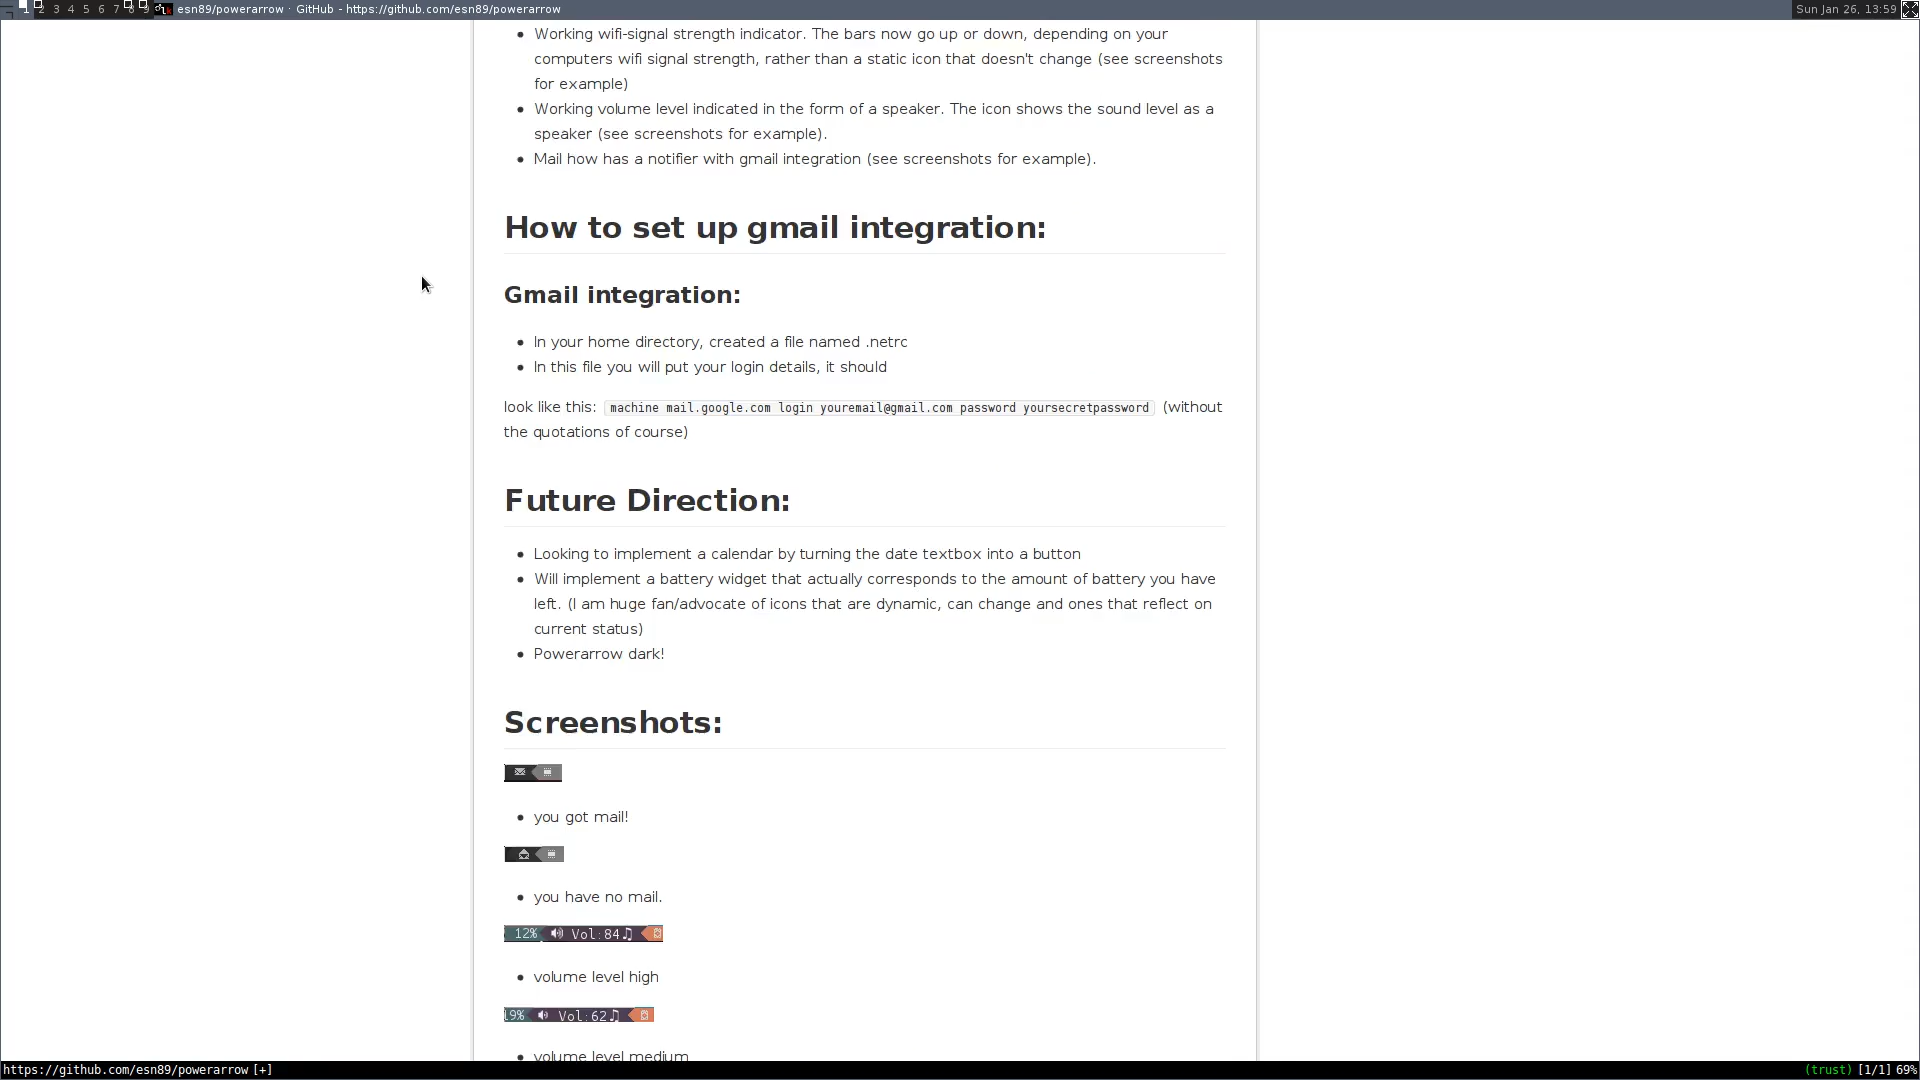 1 2 3 4 5 6 7 8 9 esn89/powerarrow · GitHub - https://github.com/esn89/powerarrow Sun Jan 26, 13:59
• Working wifi-signal strength indicator. The bars now go up or down, depending on your
computers wifi signal strength, rather than a static icon that doesn't change (see screenshots
for example)
• Working volume level indicated in the form of a speaker. The icon shows the sound level as a
speaker (see screenshots for example).
• Mail how has a notifier with gmail integration (see screenshots for example).
How to set up gmail integration:
Gmail integration:
• In your home directory, created a file named .netrc
• In this file you will put your login details, it should
look like this: machine mail.google.com login youremail@gmail.com password yoursecretpassword (without
the quotations of course)
Future Direction:
• Looking to implement a calendar by turning the date textbox into a button
• Will implement a battery widget that actually corresponds to the amount of battery you have
left. (I am huge fan/advocate of icons that are dynamic, can change and ones that reflect on
current status)
• Powerarrow dark!
Screenshots:
• you got mail!
• you have no mail.
12% Vol:84♫
• volume level high
19% Vol:62♫
• volume level medium
https://github.com/esn89/powerarrow [+] (trust) [1/1] 69%